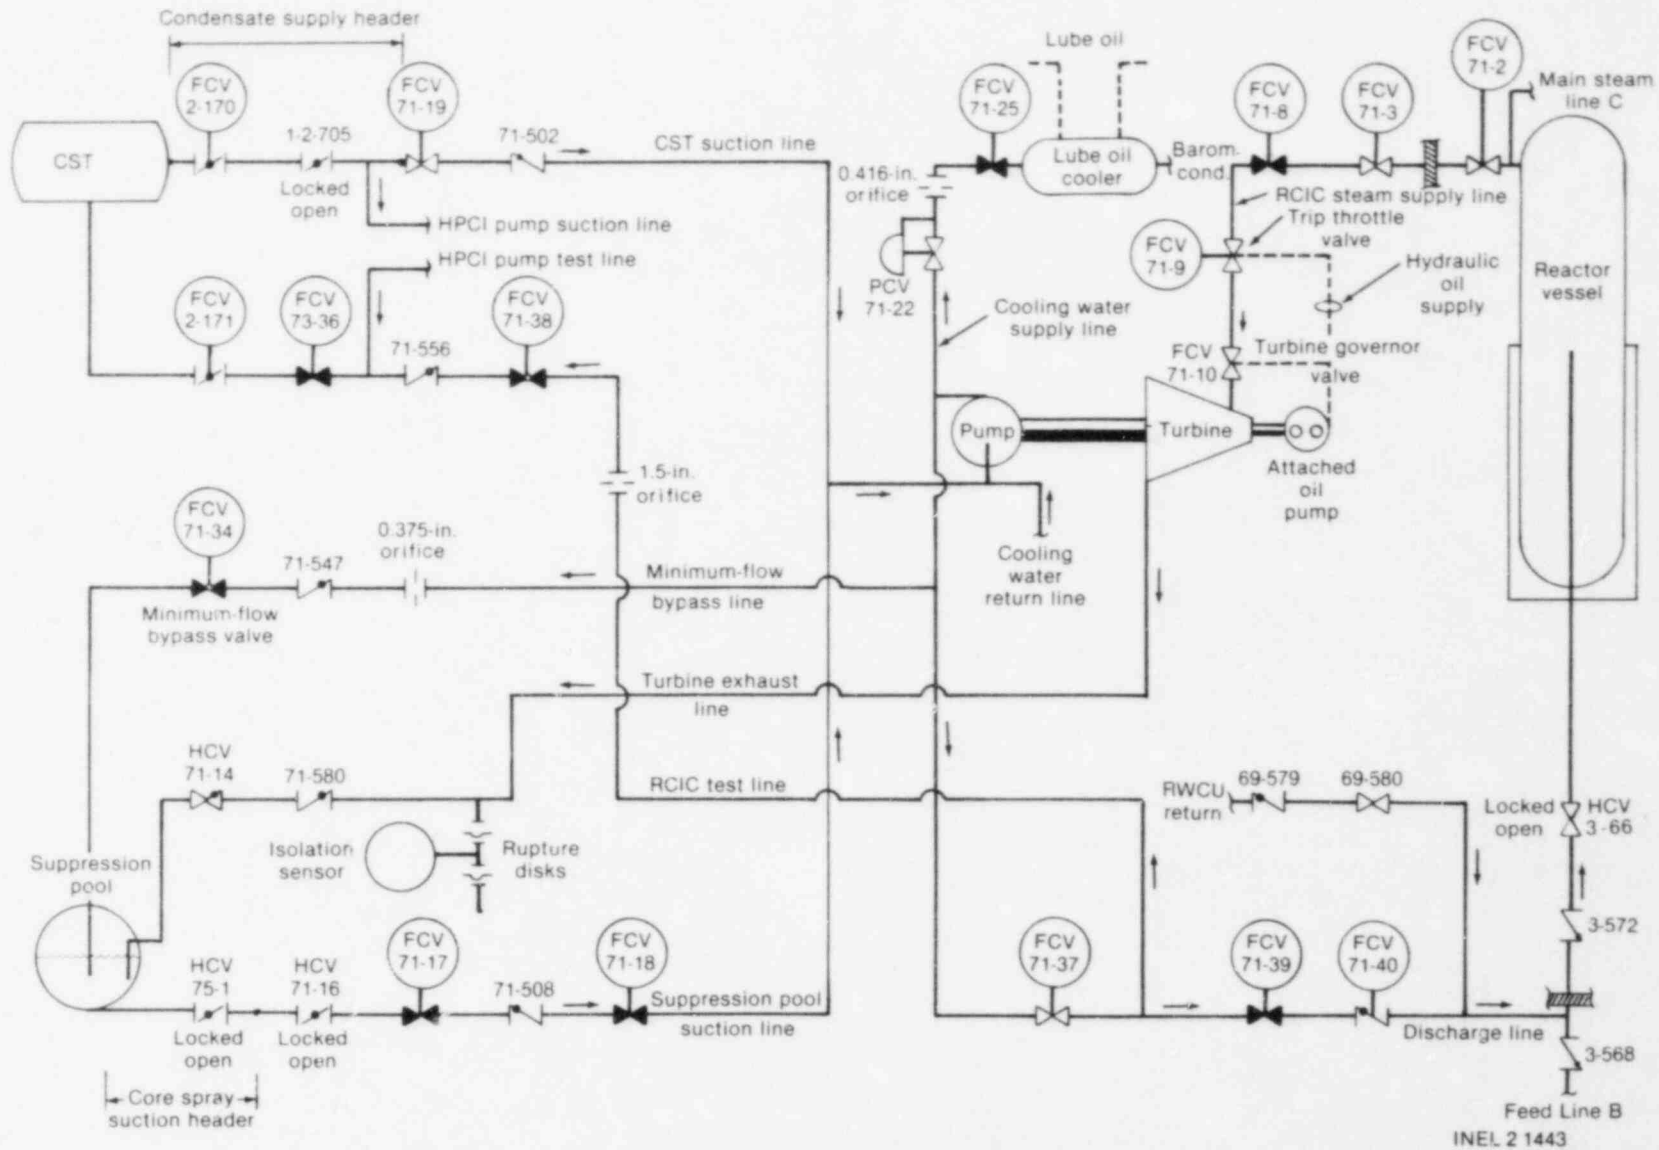 Condensate supply header
FCV
2-170
FCV
71-19
1-2-705
71-502
CST
Locked
open
CST suction line
HPCI pump suction line
HPCI pump test line
FCV
2-171
FCV
73-36
71-556
FCV
71-38
1.5-in.
orifice
FCV
71-34
71-547
0.375-in.
orifice
Minimum-flow
bypass valve
Minimum-flow
bypass line
Turbine exhaust
line
HCV
71-14
71-580
RCIC test line
Isolation
sensor
Rupture
disks
Suppression
pool
HCV
75-1
Locked
open
HCV
71-16
Locked
open
FCV
71-17
71-508
FCV
71-18
Suppression pool
suction line
Core spray
suction header
Lube oil
FCV
71-25
Lube oil
cooler
Barom.
cond.
0.416-in.
orifice
PCV
71-22
Cooling water
supply line
Pump
Turbine
Attached
oil
pump
Cooling
water
return line
FCV
71-8
FCV
71-3
FCV
71-2
Main steam
line C
RCIC steam supply line
Trip throttle
valve
FCV
71-9
Hydraulic
oil
supply
FCV
71-10
Turbine governor
valve
Reactor
vessel
RWCU
return
69-579
69-580
Locked
open
HCV
3-66
3-572
FCV
71-37
FCV
71-39
FCV
71-40
Discharge line
3-568
Feed Line B
INEL 2 1443